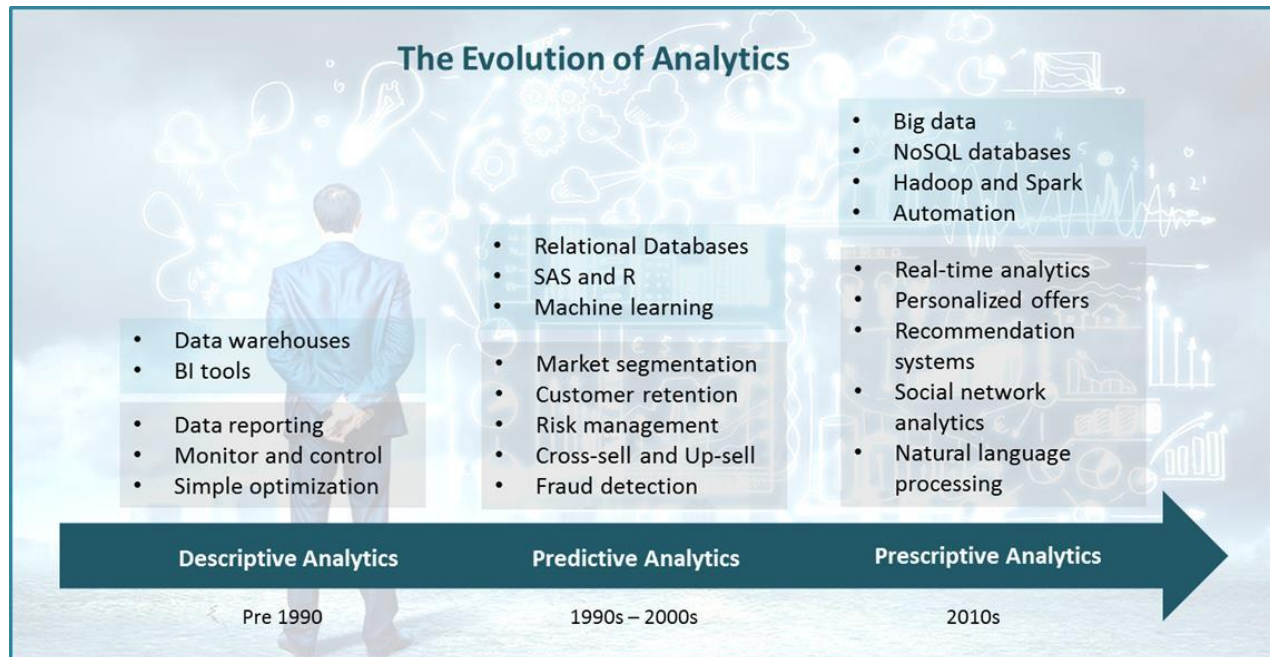 The Evolution of Analytics
• Data warehouses
• BI tools
• Data reporting
• Monitor and control
• Simple optimization
• Relational Databases
• SAS and R
• Machine learning
• Market segmentation
• Customer retention
• Risk management
• Cross-sell and Up-sell
• Fraud detection
• Big data
• NoSQL databases
• Hadoop and Spark
• Automation
• Real-time analytics
• Personalized offers
• Recommendation
systems
• Social network
analytics
• Natural language
processing
Descriptive Analytics
Predictive Analytics
Prescriptive Analytics
Pre 1990
1990s – 2000s
2010s